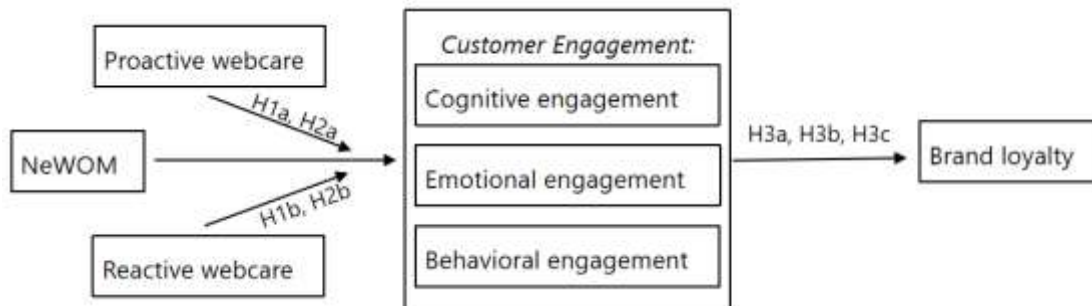 Proactive webcare
H1a, H2a
NeWOM
H1b, H2b
Reactive webcare
Customer Engagement:
Cognitive engagement
Emotional engagement
Behavioral engagement
H3a, H3b, H3c
Brand loyalty